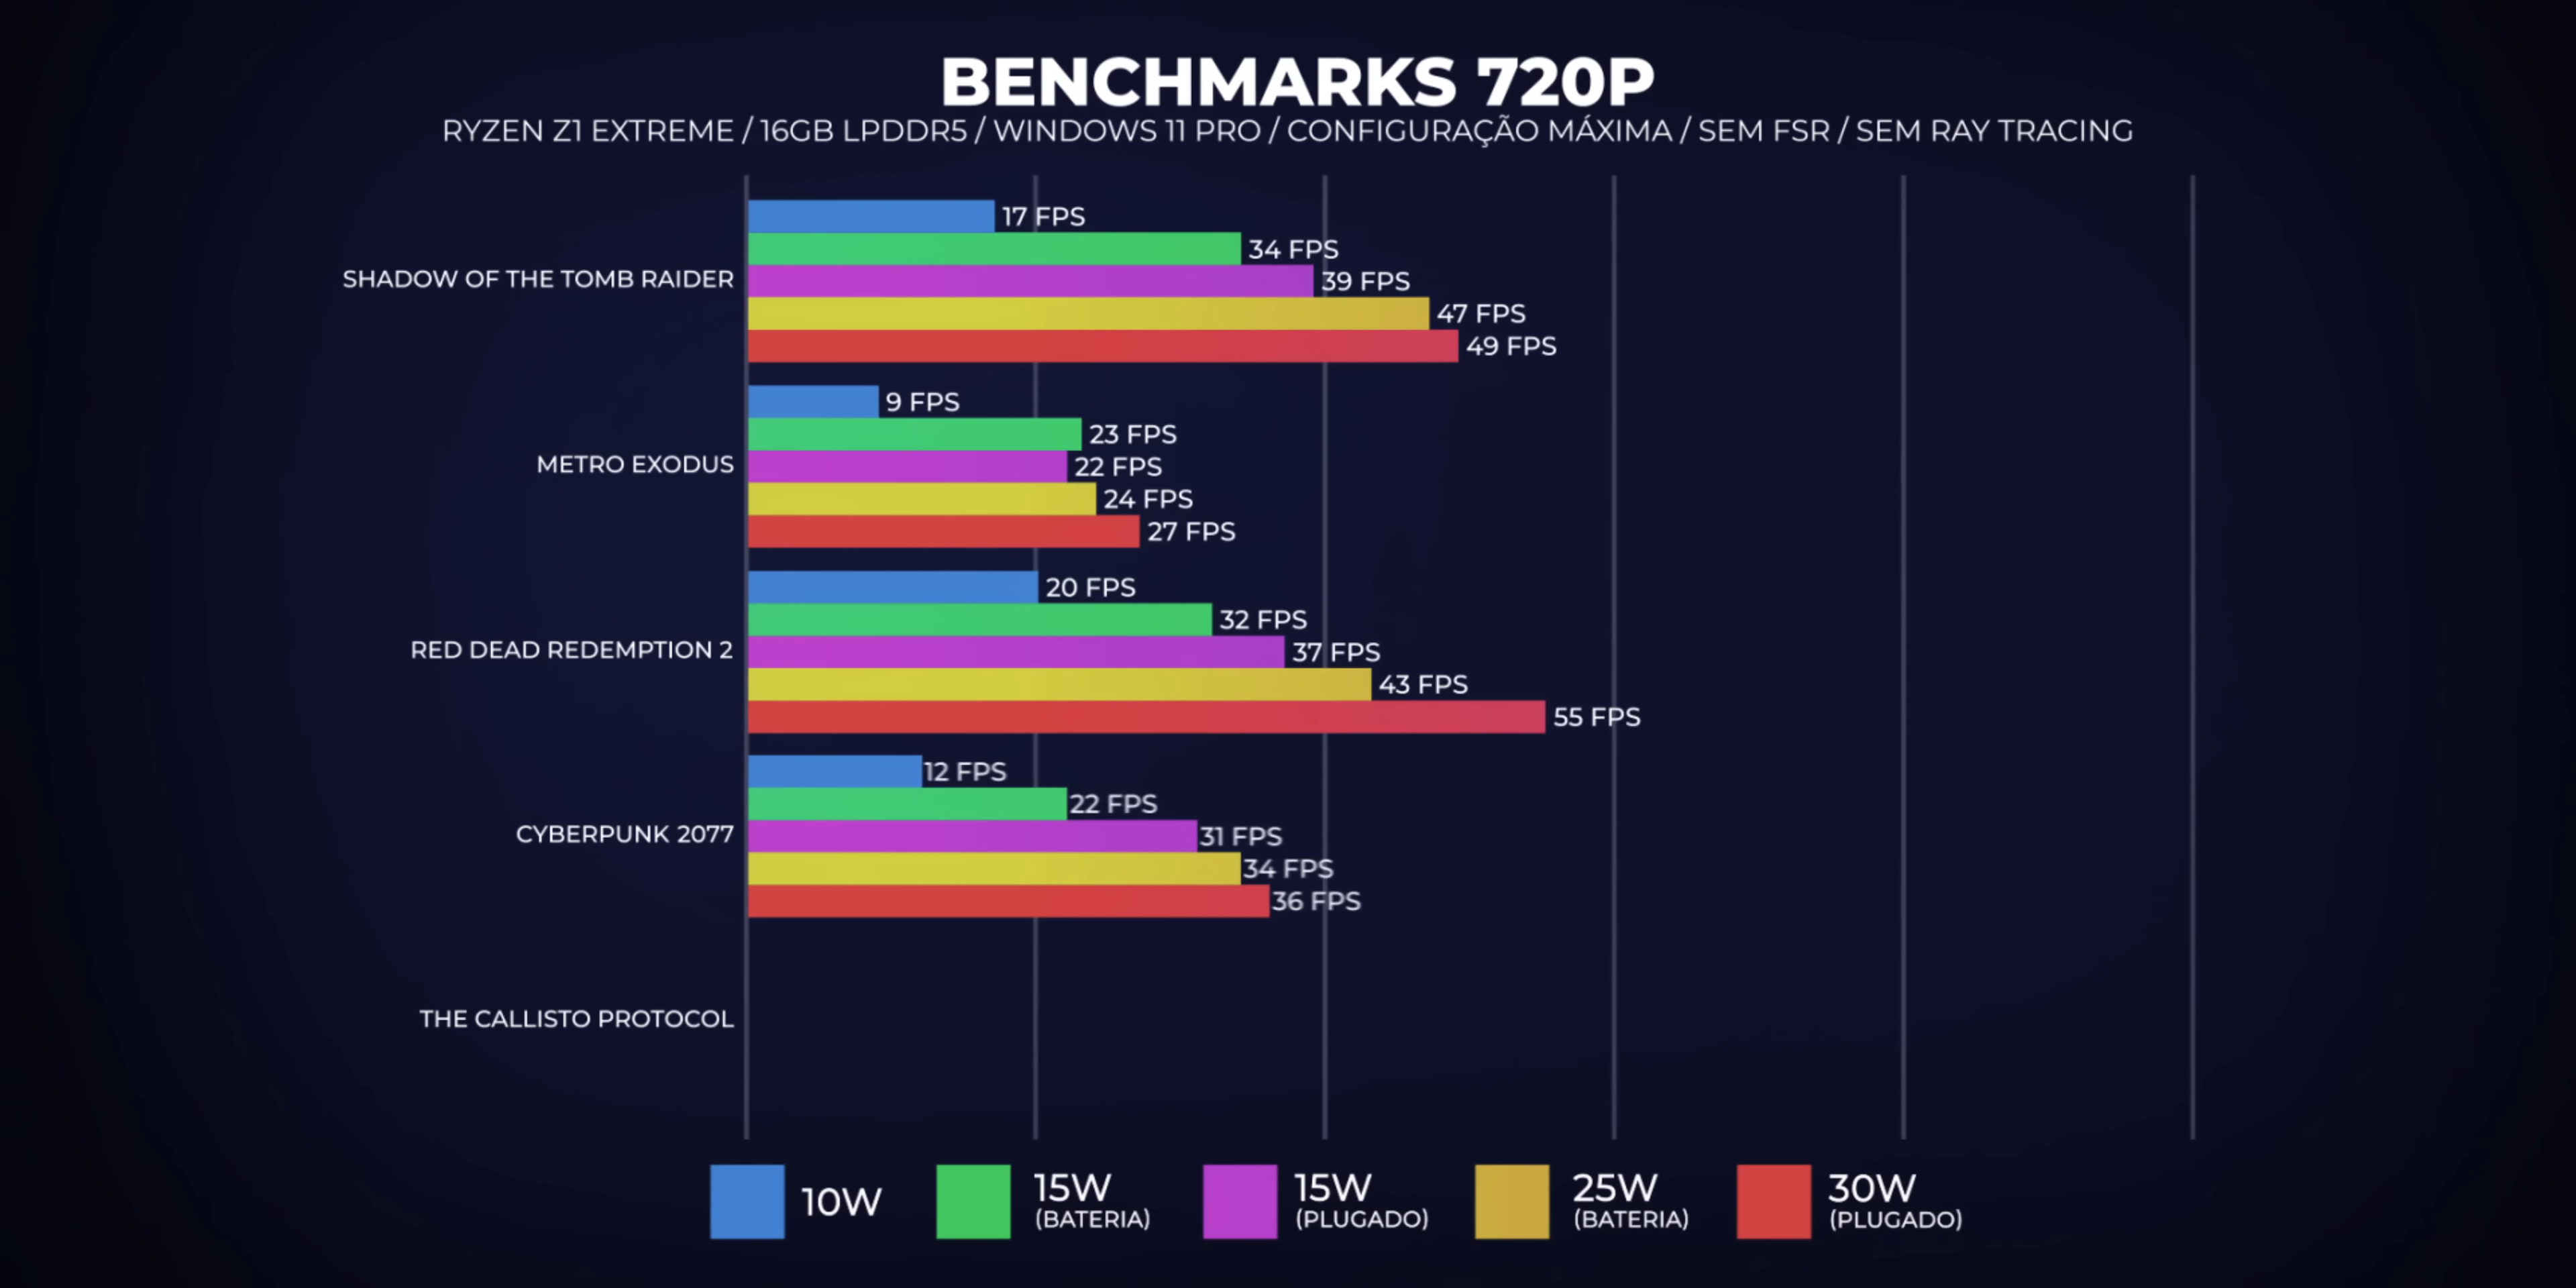 BENCHMARKS 720P
RYZEN Z1 EXTREME / 16GB LPDDR5 / WINDOWS 11 PRO / CONFIGURAÇÃO MÁXIMA / SEM FSR / SEM RAY TRACING
SHADOW OF THE TOMB RAIDER
17 FPS
34 FPS
39 FPS
47 FPS
49 FPS
METRO EXODUS
9 FPS
23 FPS
22 FPS
24 FPS
27 FPS
RED DEAD REDEMPTION 2
20 FPS
32 FPS
37 FPS
43 FPS
55 FPS
CYBERPUNK 2077
12 FPS
22 FPS
31 FPS
34 FPS
36 FPS
THE CALLISTO PROTOCOL
10W
15W
(BATERIA)
15W
(PLUGADO)
25W
(BATERIA)
30W
(PLUGADO)